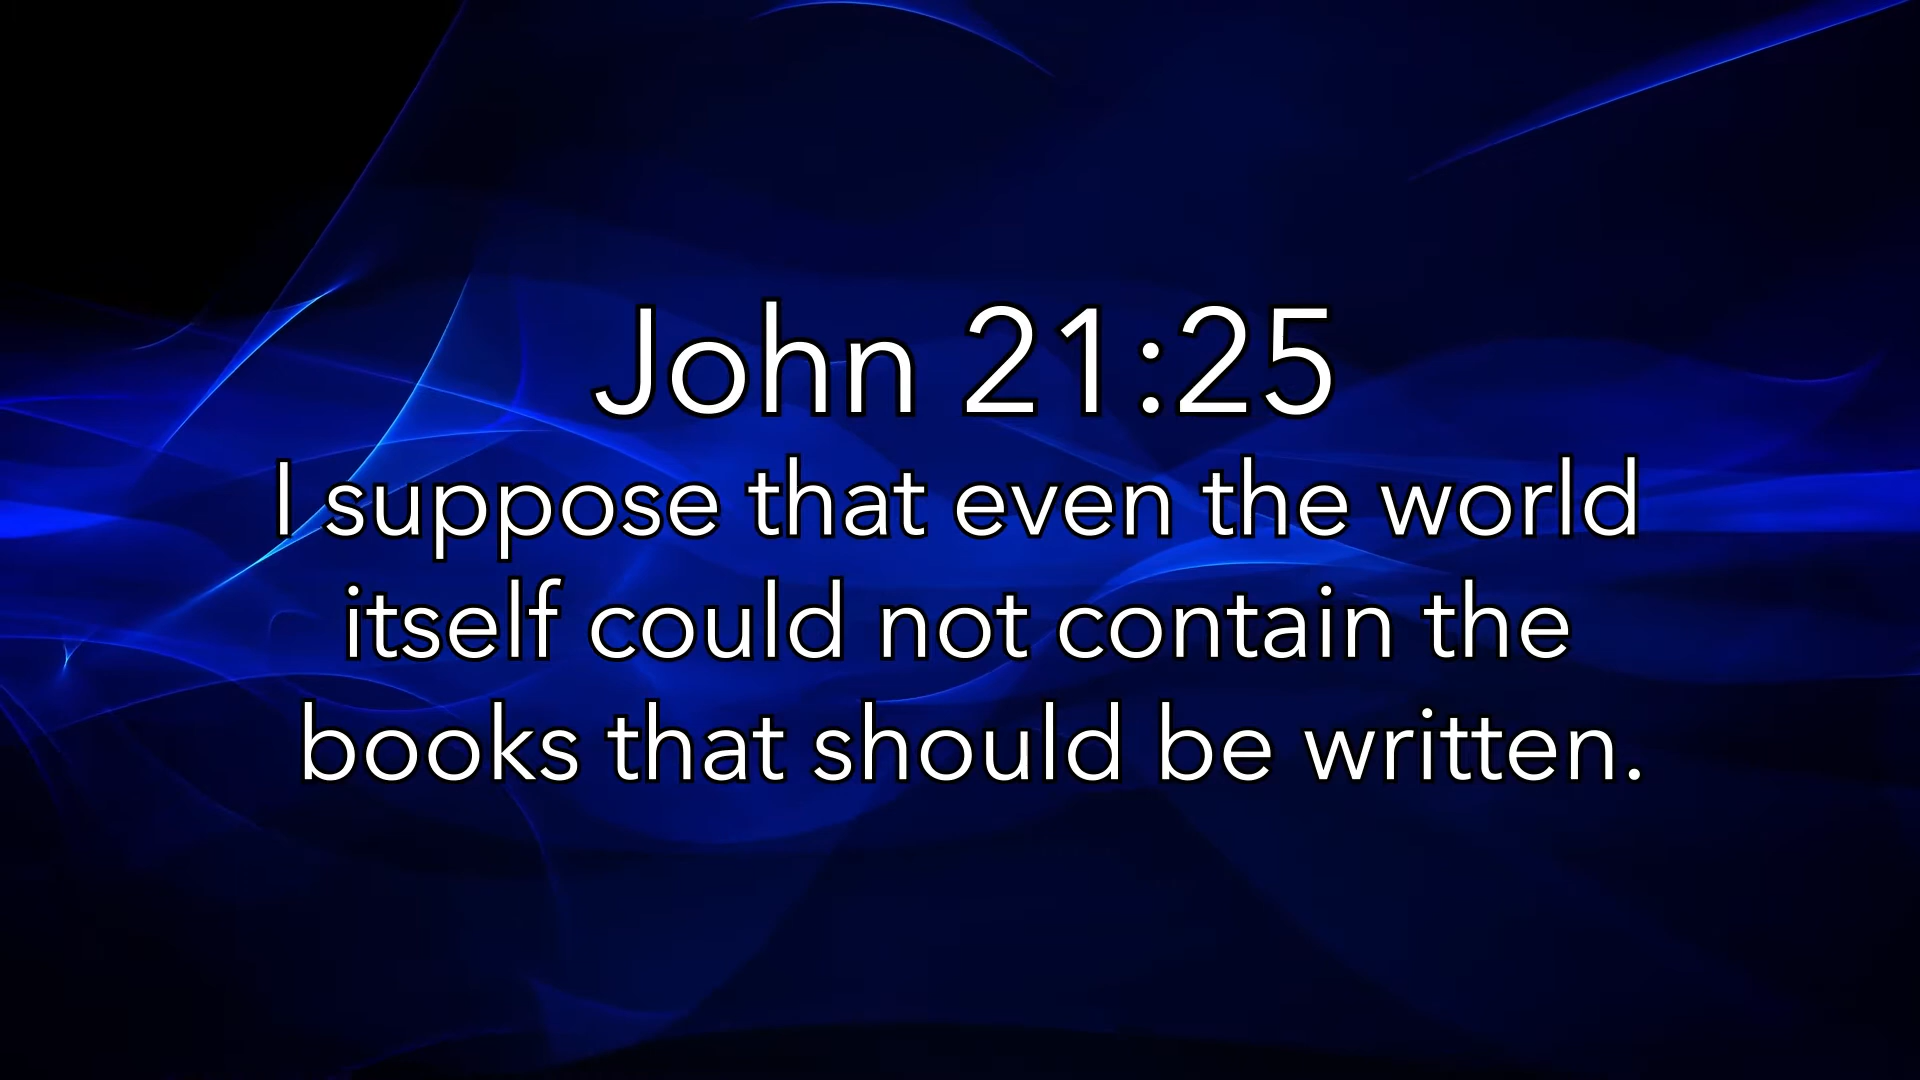 John 21:25
I suppose that even the world
itself could not contain the
books that should be written.